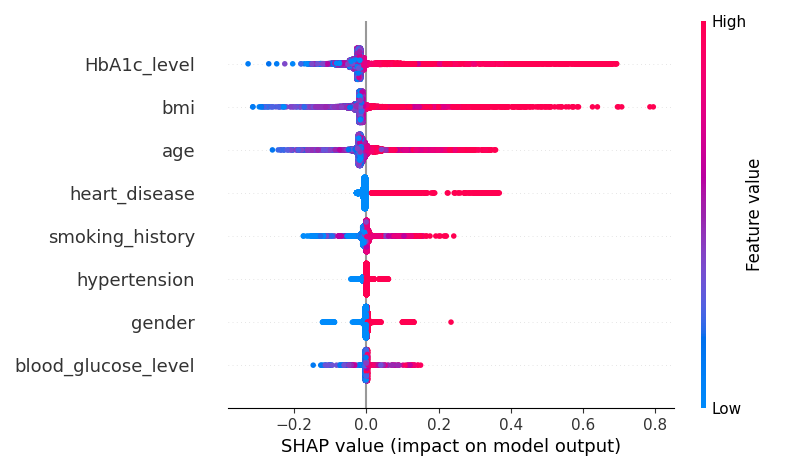 High
HbA1c_level
bmi
age
heart_disease
smoking_history
hypertension
gender
blood_glucose_level
Feature value
Low
−0.2 0.0 0.2 0.4 0.6 0.8
SHAP value (impact on model output)